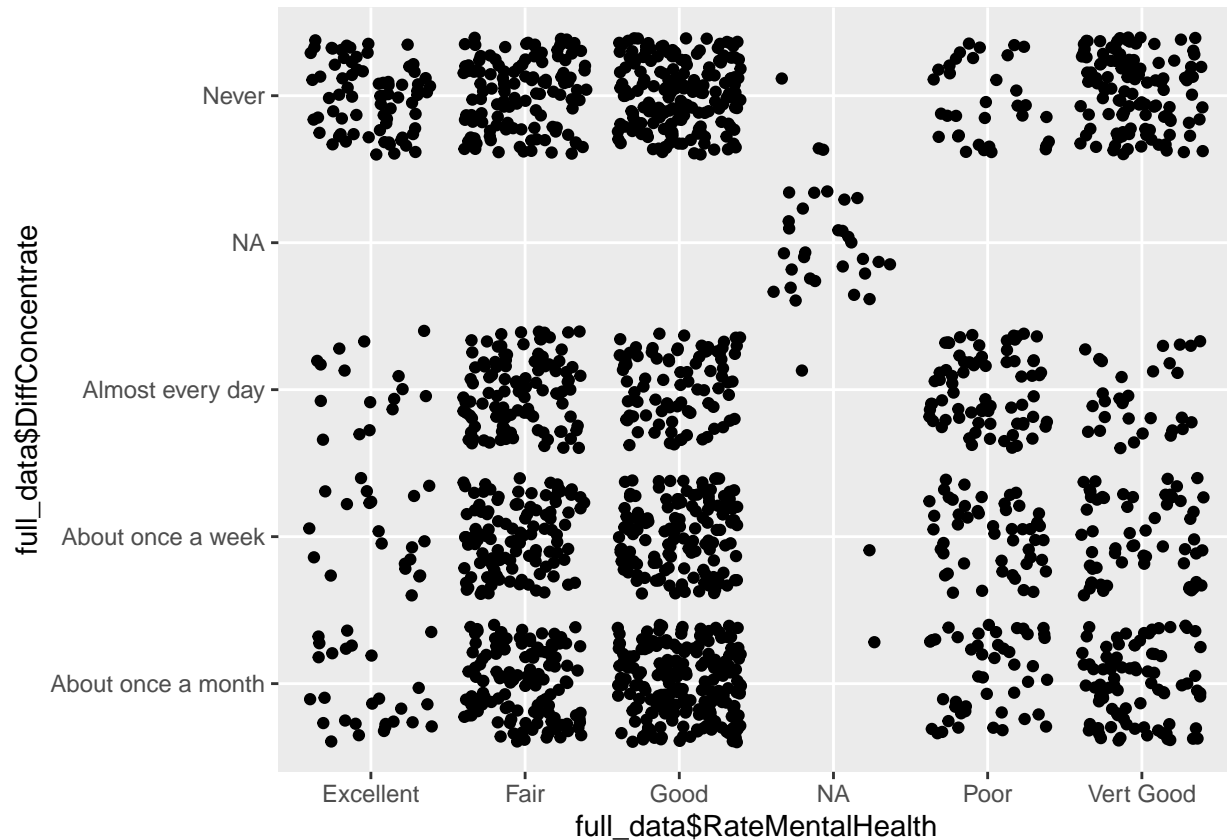 Never
NA
Almost every day
About once a week
About once a month
full_data$DiffConcentrate
Excellent Fair Good NA Poor Vert Good
full_data$RateMentalHealth